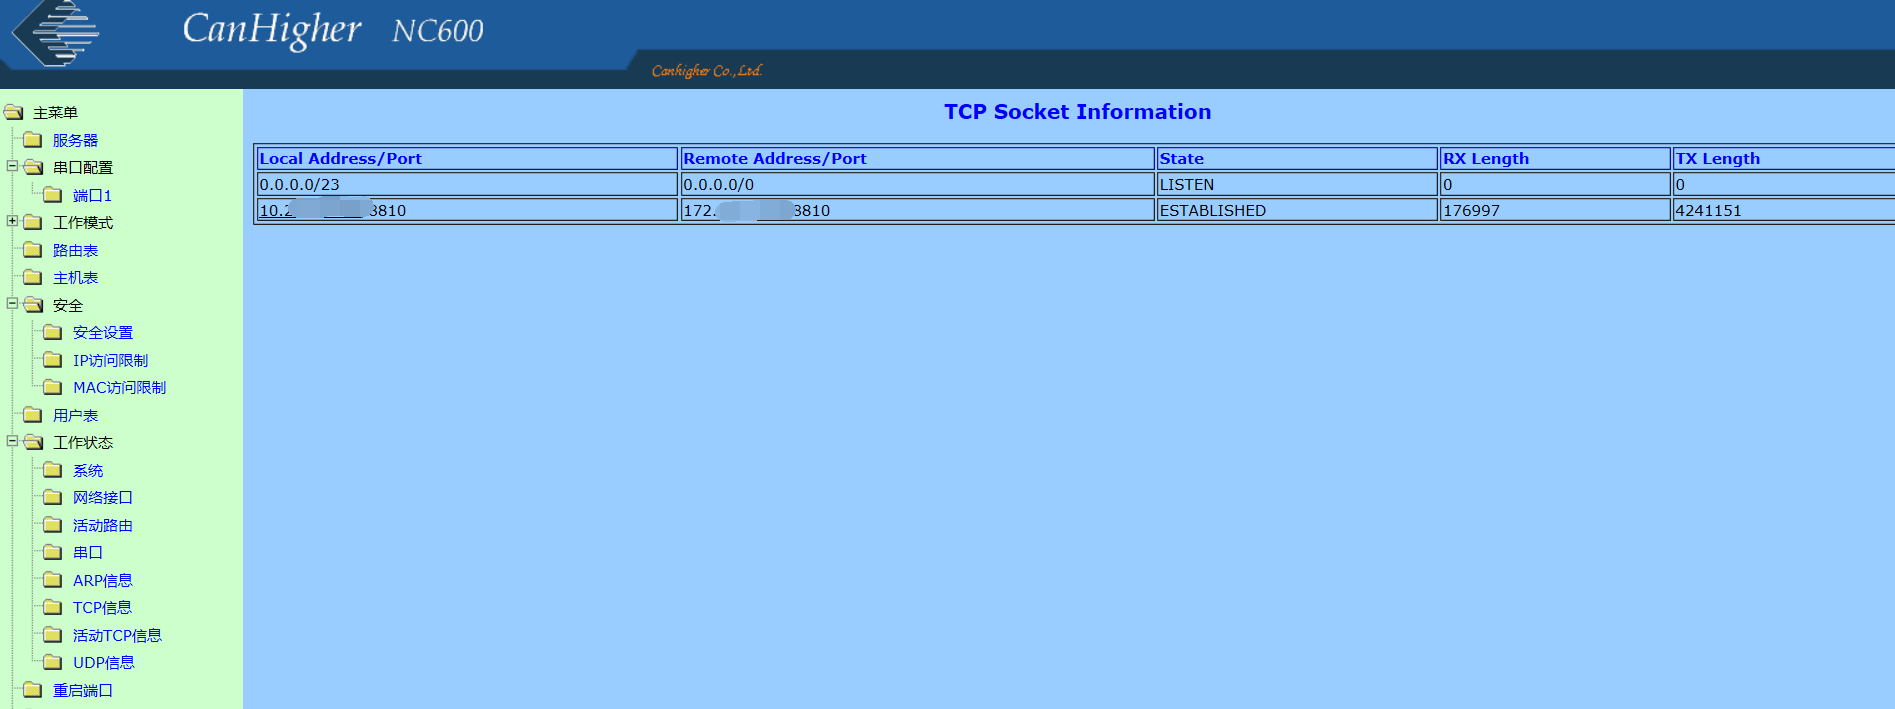 CanHigher NC600
Canhigher Co.,Ltd.
主菜单
服务器
串口配置
端口1
工作模式
路由表
主机表
安全
安全设置
IP访问限制
MAC访问限制
用户表
工作状态
系统
网络接口
活动路由
串口
ARP信息
TCP信息
活动TCP信息
UDP信息
重启端口
TCP Socket Information
Local Address/Port Remote Address/Port State RX Length TX Length
0.0.0.0/23 0.0.0.0/0 LISTEN 0 0
10.2 8810 172. 8810 ESTABLISHED 176997 4241151